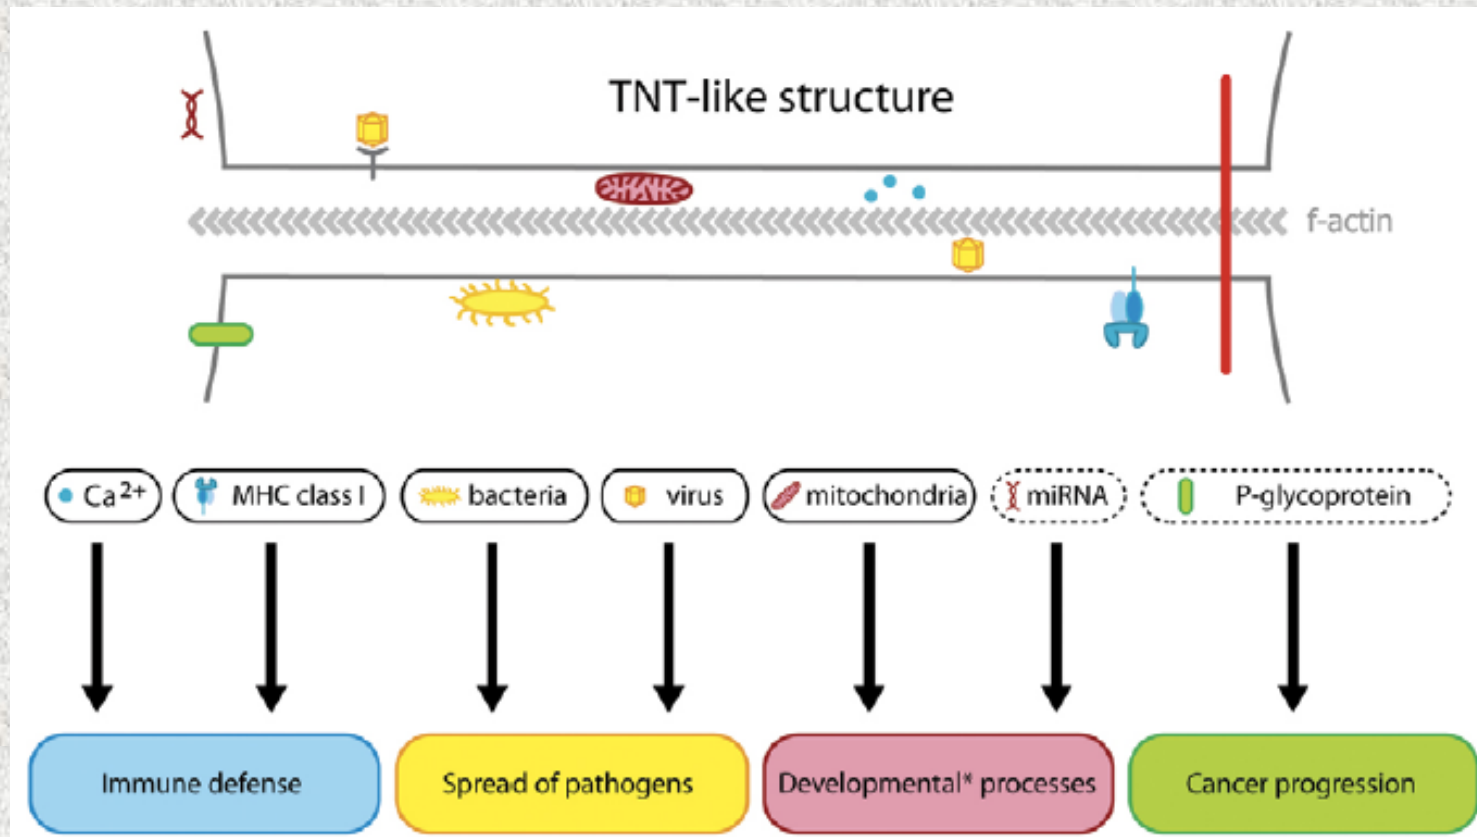 TNT-like structure
f-actin
Ca²⁺
MHC class I
bacteria
virus
mitochondria
miRNA
P-glycoprotein
Immune defense
Spread of pathogens
Developmental* processes
Cancer progression